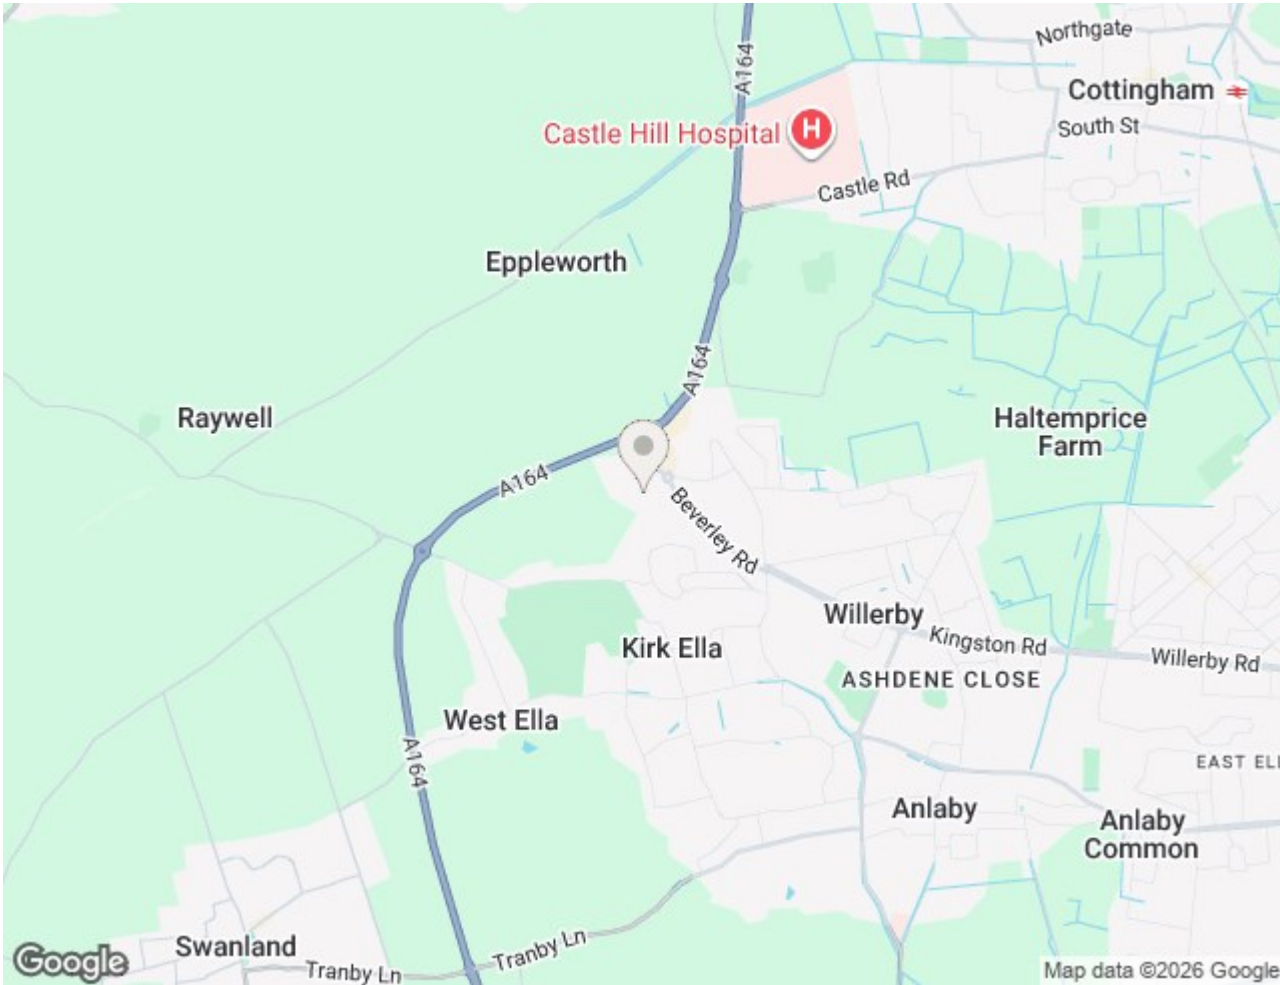 Northgate
A164
Cottingham
South St
Castle Hill Hospital
H
Castle Rd
Eppleworth
A164
Raywell
Haltemprice
Farm
A164
Beverley Rd
Willerby
Kingston Rd
Kirk Ella
Willerby Rd
ASHDENE CLOSE
West Ella
A164
EAST ELL
Anlaby
Anlaby
Common
Swanland
Tranby Ln
Tranby Ln
Google
Map data ©2026 Google